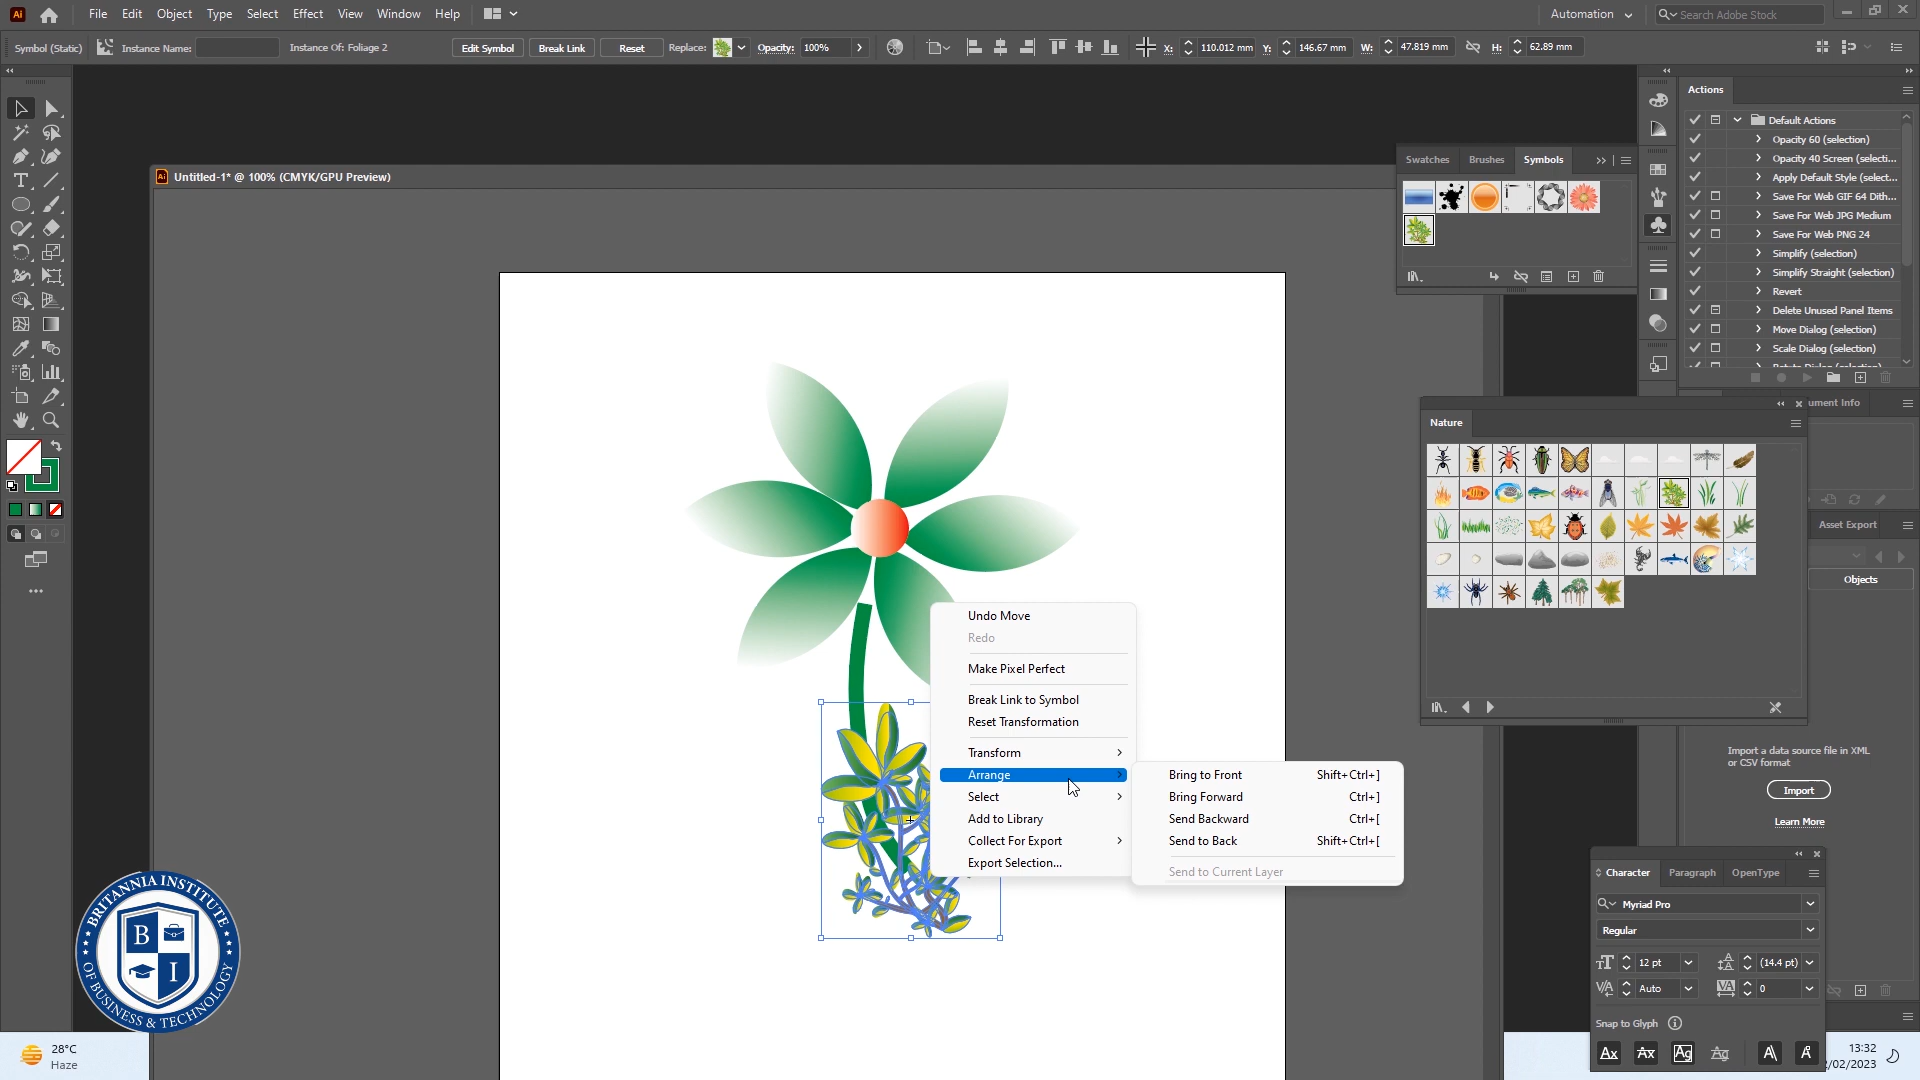 File Edit Object Type Select Effect View Window Help
Automation
Search Adobe Stock
Symbol (Static)
Instance Name:
Instance Of: Foliage 2
Edit Symbol
Break Link
Reset
Replace:
Opacity: 100%
X: 110.012 mm Y: 146.67 mm W: 47.819 mm H: 62.89 mm
Untitled-1* @ 100% (CMYK/GPU Preview)
Swatches Brushes Symbols
Actions
Default Actions
Opacity 60 (selection)
Opacity 40 Screen (selecti...
Apply Default Style (select...
Save For Web GIF 64 Dith...
Save For Web JPG Medium
Save For Web PNG 24
Simplify (selection)
Simplify Straight (selection)
Revert
Delete Unused Panel Items
Move Dialog (selection)
Scale Dialog (selection)
Rotate Dialog (selection)
Nature
ument Info
Asset Export
Objects
Undo Move
Redo
Make Pixel Perfect
Break Link to Symbol
Reset Transformation
Transform
Arrange
Select
Add to Library
Collect For Export
Export Selection...
Bring to Front Shift+Ctrl+]
Bring Forward Ctrl+]
Send Backward Ctrl+[
Send to Back Shift+Ctrl+[
Send to Current Layer
Import a data source file in XML
or CSV format
Import
Learn More
Character Paragraph OpenType
Myriad Pro
Regular
12 pt (14.4 pt)
Auto 0
Snap to Glyph
BRITANNIA INSTITUTE
B
I
OF BUSINESS & TECHNOLOGY
28°C
Haze
13:32
/02/2023